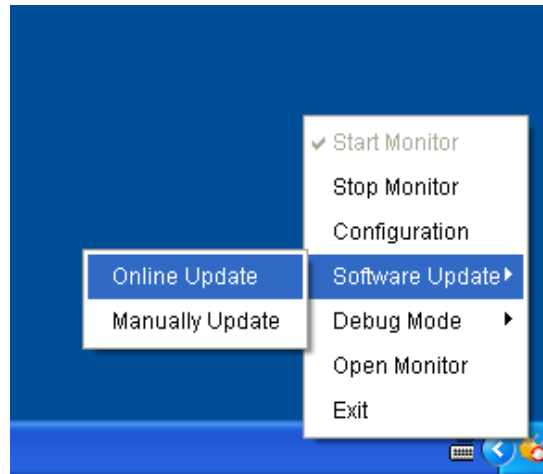 Start Monitor
Stop Monitor
Configuration
Software Update
Online Update
Manually Update
Debug Mode
Open Monitor
Exit